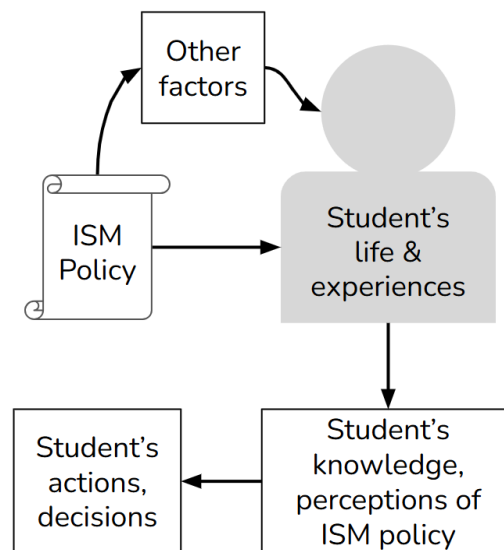 Other
factors
ISM
Policy
Student’s
life &
experiences
Student’s
actions,
decisions
Student’s
knowledge,
perceptions of
ISM policy